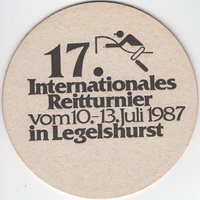 17.
Internationales
Reitturnier
vom 10.-13. Juli 1987
in Legelshurst